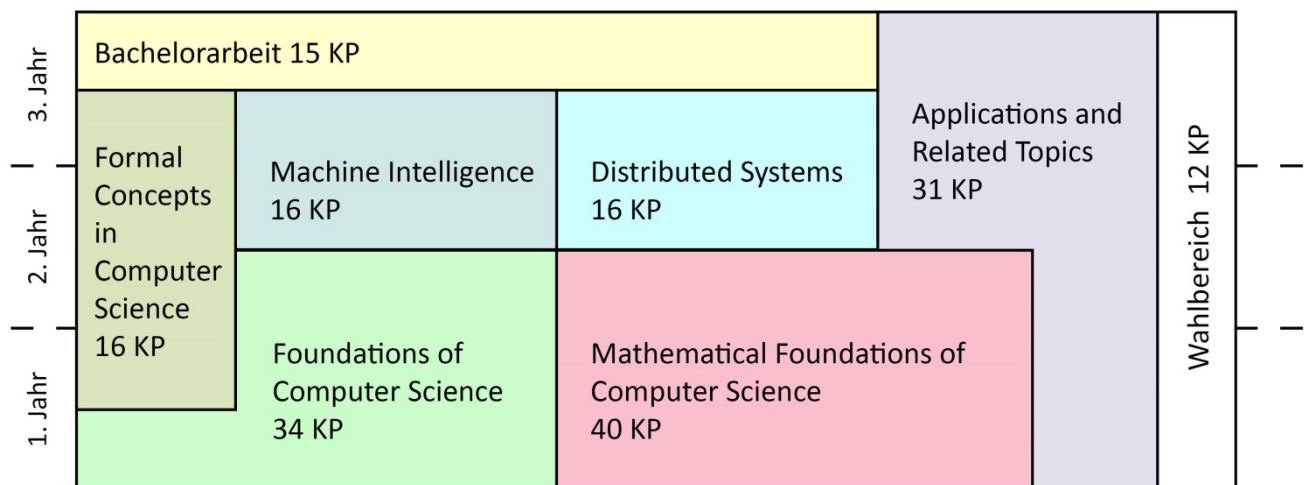 3. Jahr
2. Jahr
1. Jahr
Bachelorarbeit 15 KP
Formal
Concepts
in
Computer
Science
16 KP
Machine Intelligence
16 KP
Distributed Systems
16 KP
Applications and
Related Topics
31 KP
Foundations of
Computer Science
34 KP
Mathematical Foundations of
Computer Science
40 KP
Wahlbereich 12 KP